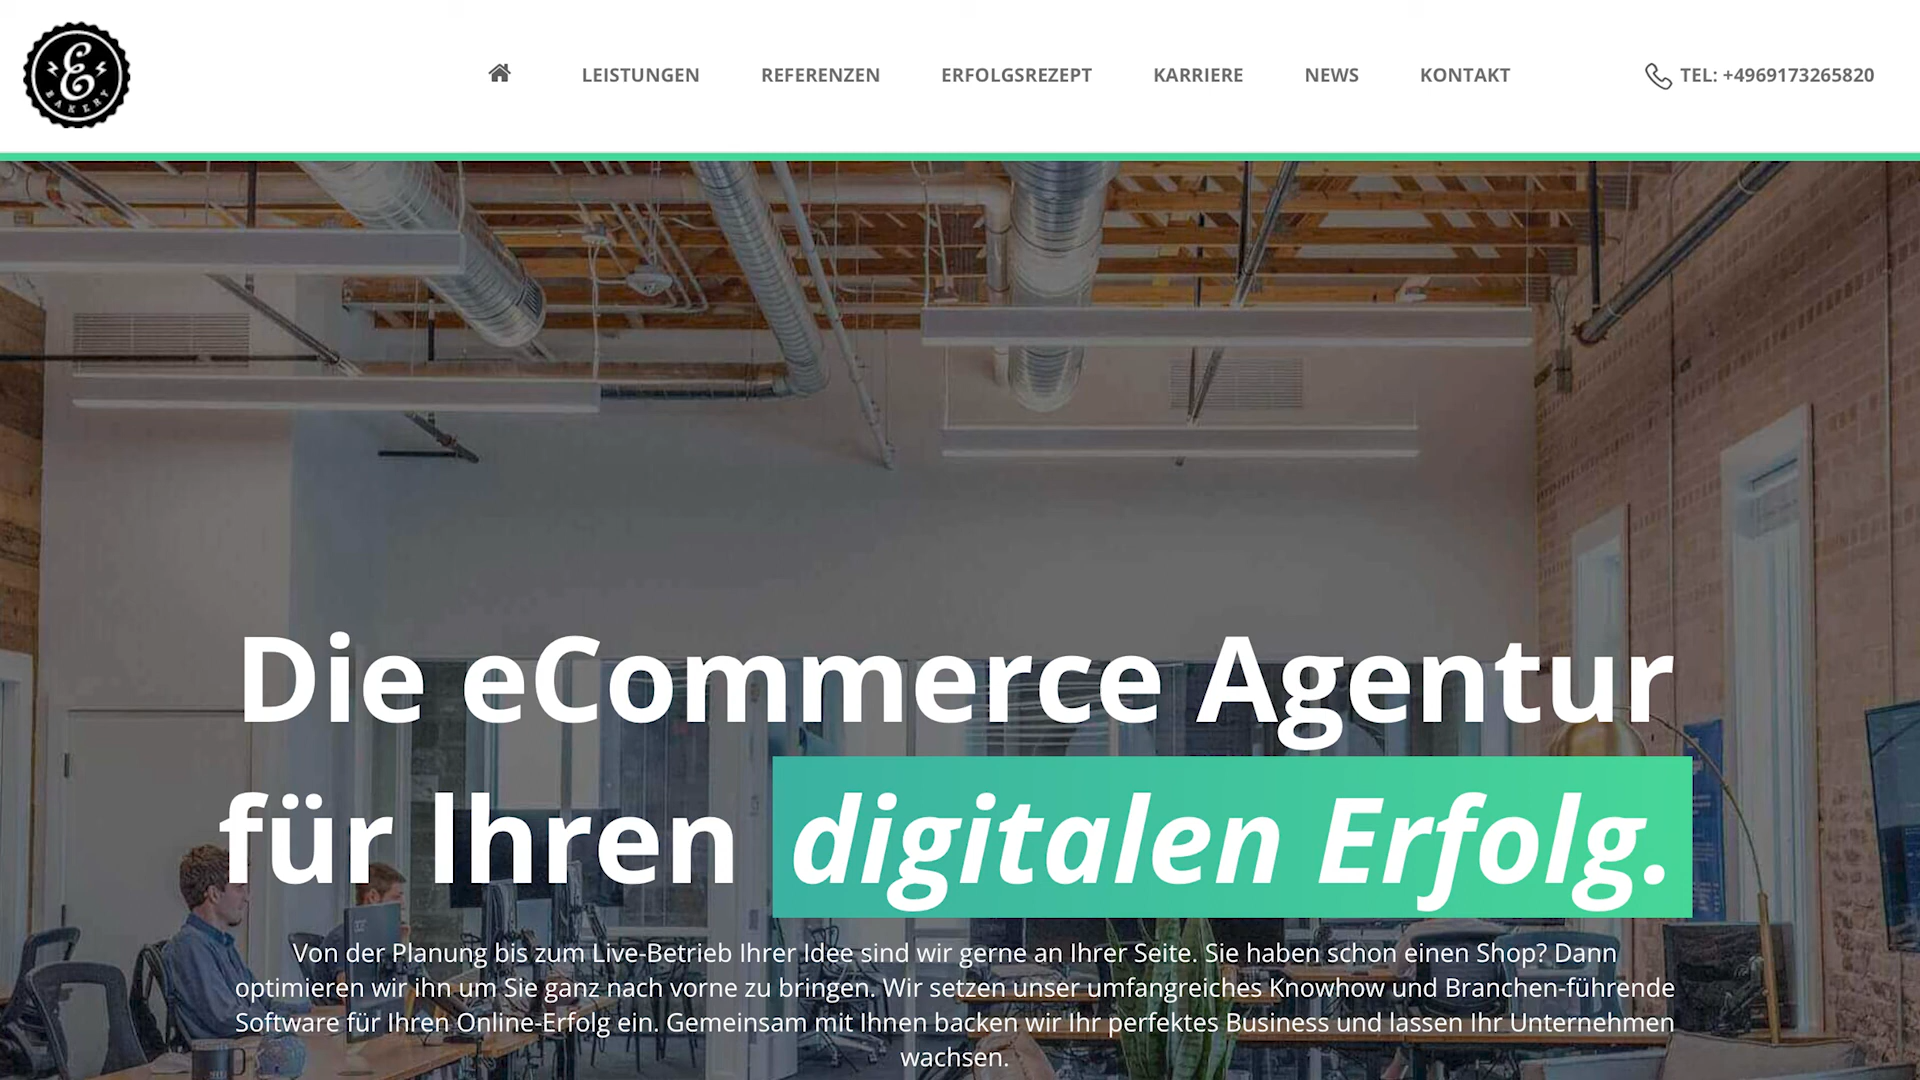 E
BAKERY
LEISTUNGEN
REFERENZEN
ERFOLGSREZEPT
KARRIERE
NEWS
KONTAKT
TEL: +4969173265820
Die eCommerce Agentur
für Ihren digitalen Erfolg.
Von der Planung bis zum Live-Betrieb Ihrer Idee sind wir gerne an Ihrer Seite. Sie haben schon einen Shop? Dann
optimieren wir ihn um Sie ganz nach vorne zu bringen. Wir setzen unser umfangreiches Knowhow und Branchen-führende
Software für Ihren Online-Erfolg ein. Gemeinsam mit Ihnen backen wir Ihr perfektes Business und lassen Ihr Unternehmen
wachsen.